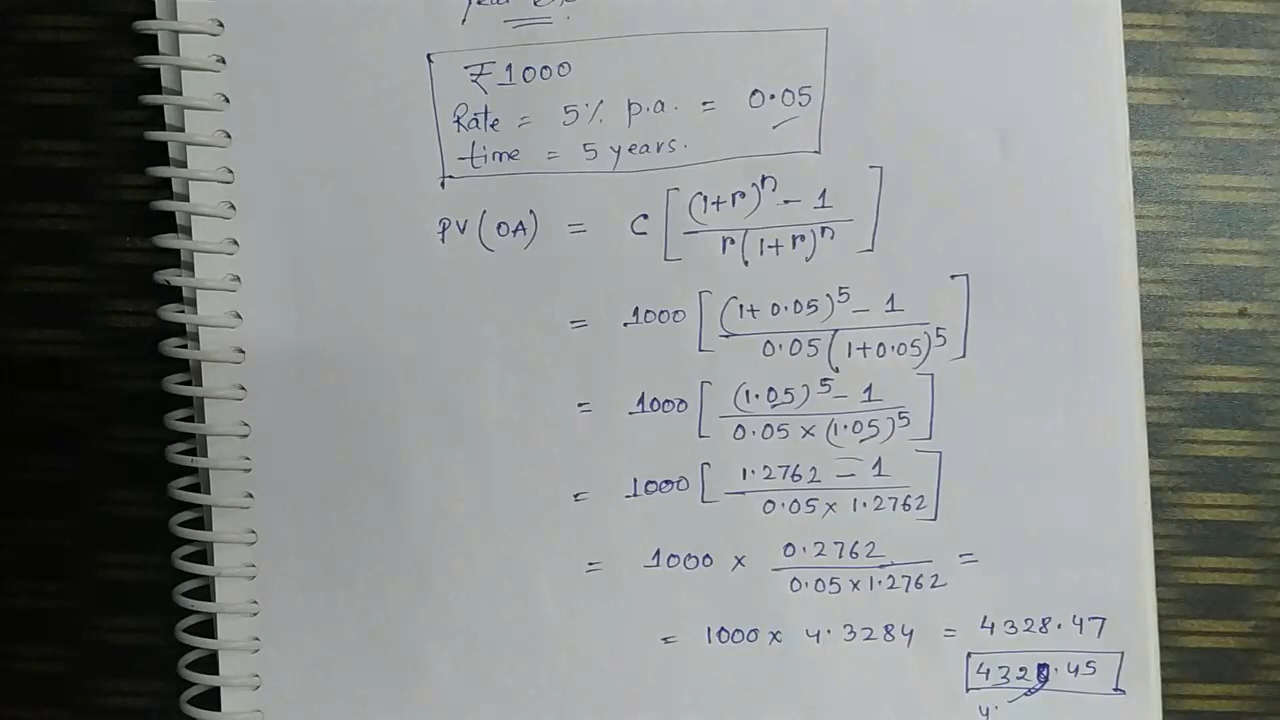 ₹1000
Rate = 5% p.a. = 0.05
time = 5 years.
PV(OA) = C [ (1+r)^n - 1 / r(1+r)^n ]
= 1000 [ (1+0.05)^5 - 1 / 0.05(1+0.05)^5 ]
= 1000 [ (1.05)^5 - 1 / 0.05 × (1.05)^5 ]
= 1000 [ 1.2762 - 1 / 0.05 × 1.2762 ]
= 1000 × 0.2762 / 0.05 × 1.2762 =
= 1000 × 4.3284 = 4328.47
4328.45